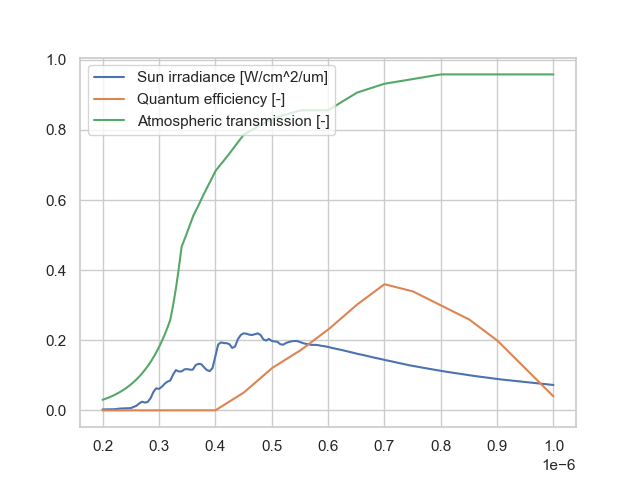 1.0
Sun irradiance [W/cm^2/um]
Quantum efficiency [-]
Atmospheric transmission [-]
0.8
0.6
0.4
0.2
0.0
0.2 0.3 0.4 0.5 0.6 0.7 0.8 0.9 1.0
1e-6